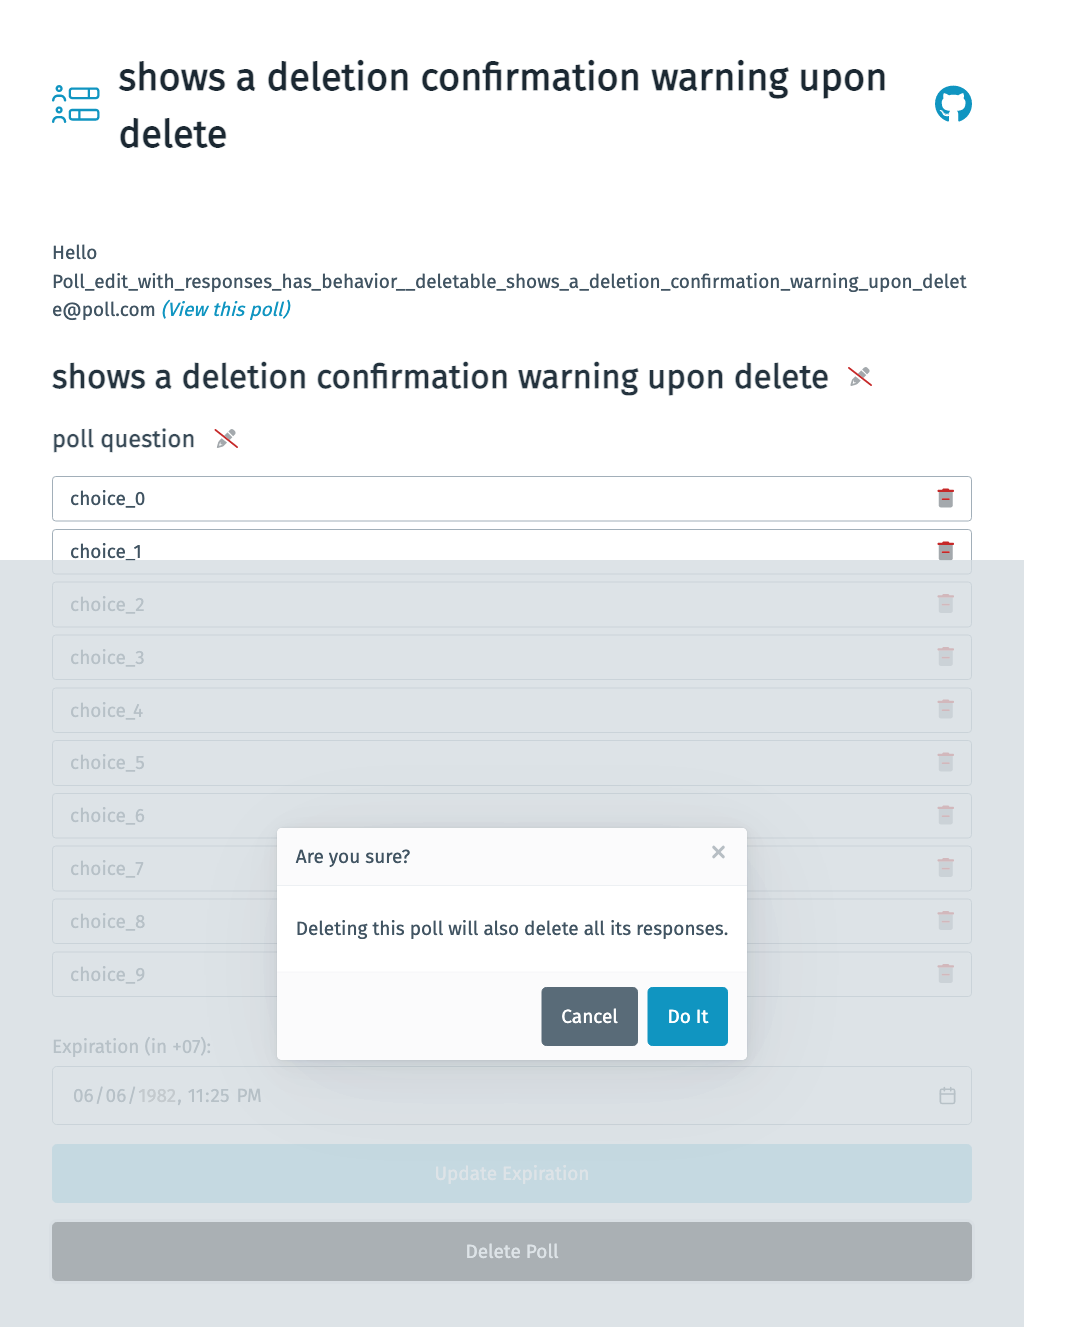 shows a deletion confirmation warning upon
delete
Hello
Poll_edit_with_responses_has_behavior__deletable_shows_a_deletion_confirmation_warning_upon_delet
e@poll.com (View this poll)
shows a deletion confirmation warning upon delete
poll question
choice_0
choice_1
choice_2
choice_3
choice_4
choice_5
choice_6
choice_7
choice_8
choice_9
Are you sure?
Deleting this poll will also delete all its responses.
Cancel Do It
Expiration (in +07):
06/06/1982, 11:25 PM
Update Expiration
Delete Poll